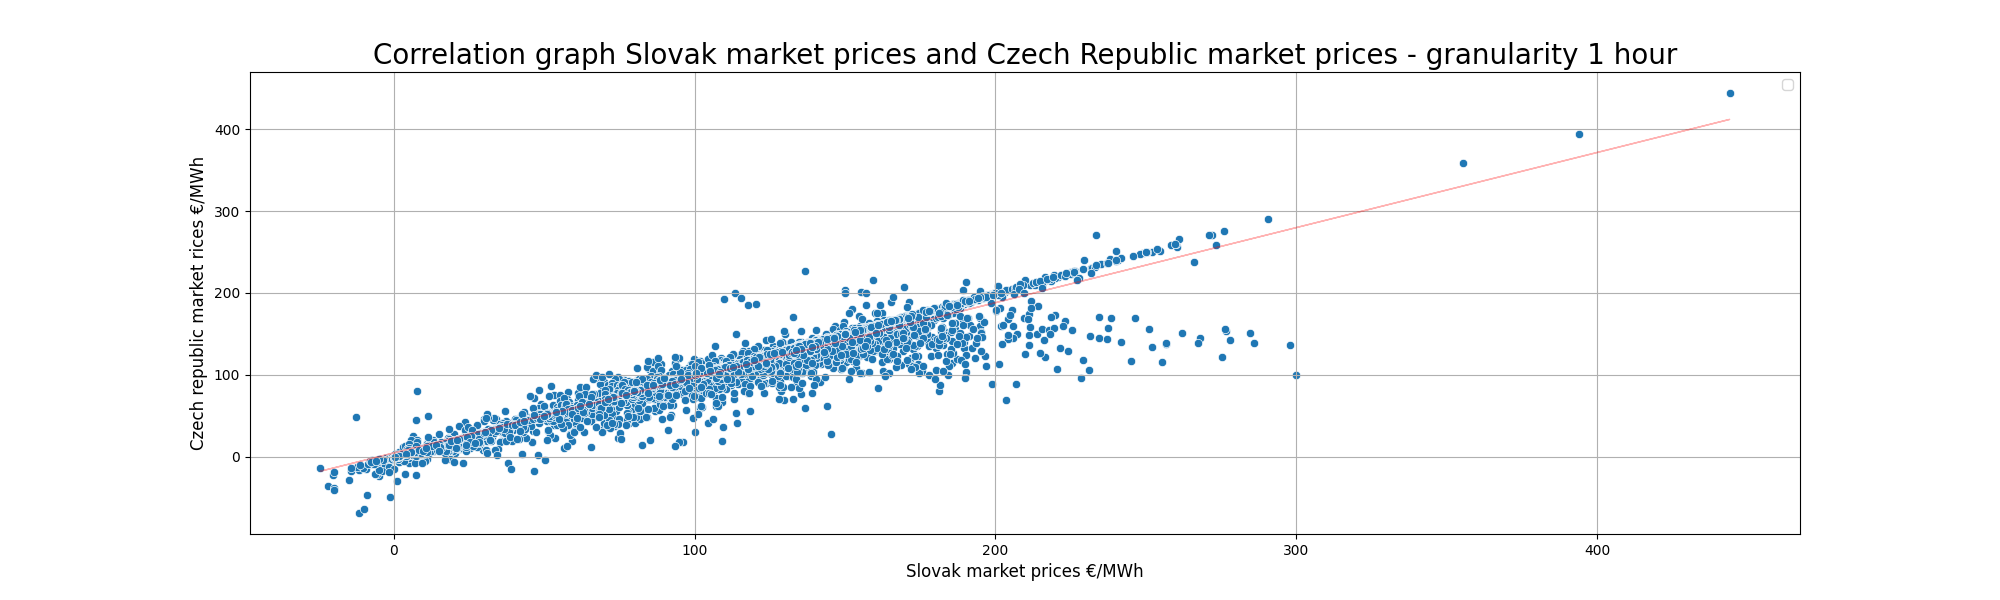 Correlation graph Slovak market prices and Czech Republic market prices - granularity 1 hour
Czech republic market rices €/MWh
400
300
200
100
0
0 100 200 300 400
Slovak market prices €/MWh